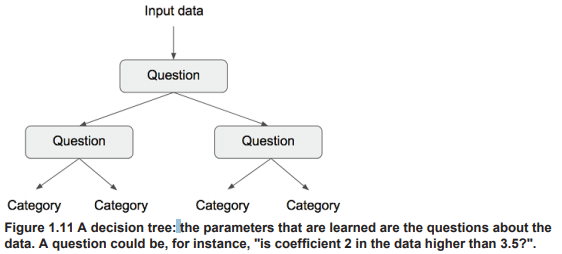 Input data
Question
Question Question
Category Category Category Category
Figure 1.11 A decision tree: the parameters that are learned are the questions about the
data. A question could be, for instance, "is coefficient 2 in the data higher than 3.5?".